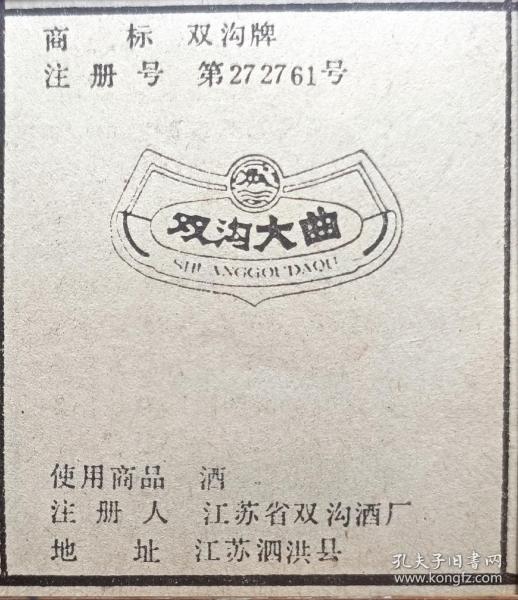 商 标 双沟牌
注册号 第272761号
双沟大曲
SHUANGGOUDAQU
使用商品 酒
注册人 江苏省双沟酒厂
地 址 江苏泗洪县
孔夫子旧书网
kongfz.com